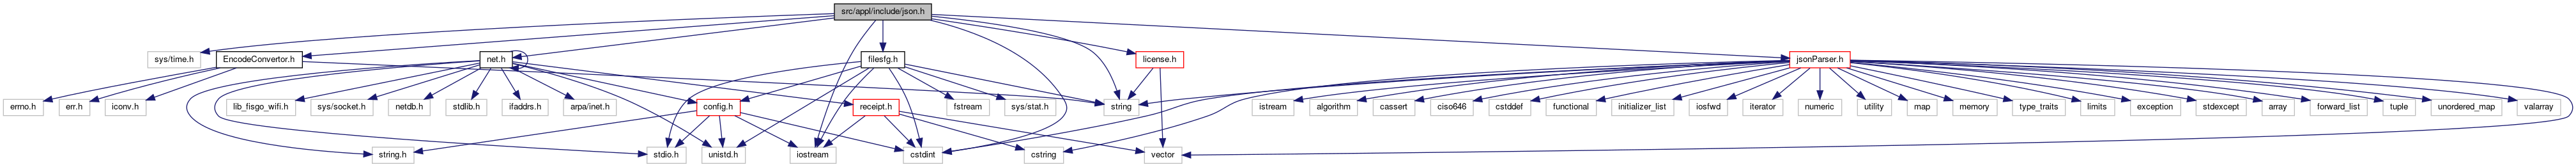 src/appl/include/json.h
sys/time.h
EncodeConvertor.h
net.h
filesfg.h
license.h
jsonParser.h
errno.h
err.h
iconv.h
lib_fisgo_wifi.h
sys/socket.h
netdb.h
stdlib.h
ifaddrs.h
arpa/inet.h
config.h
receipt.h
fstream
sys/stat.h
string
istream
algorithm
cassert
ciso646
cstddef
functional
initializer_list
iosfwd
iterator
numeric
utility
map
memory
type_traits
limits
exception
stdexcept
array
forward_list
tuple
unordered_map
valarray
string.h
stdio.h
unistd.h
iostream
cstdint
cstring
vector